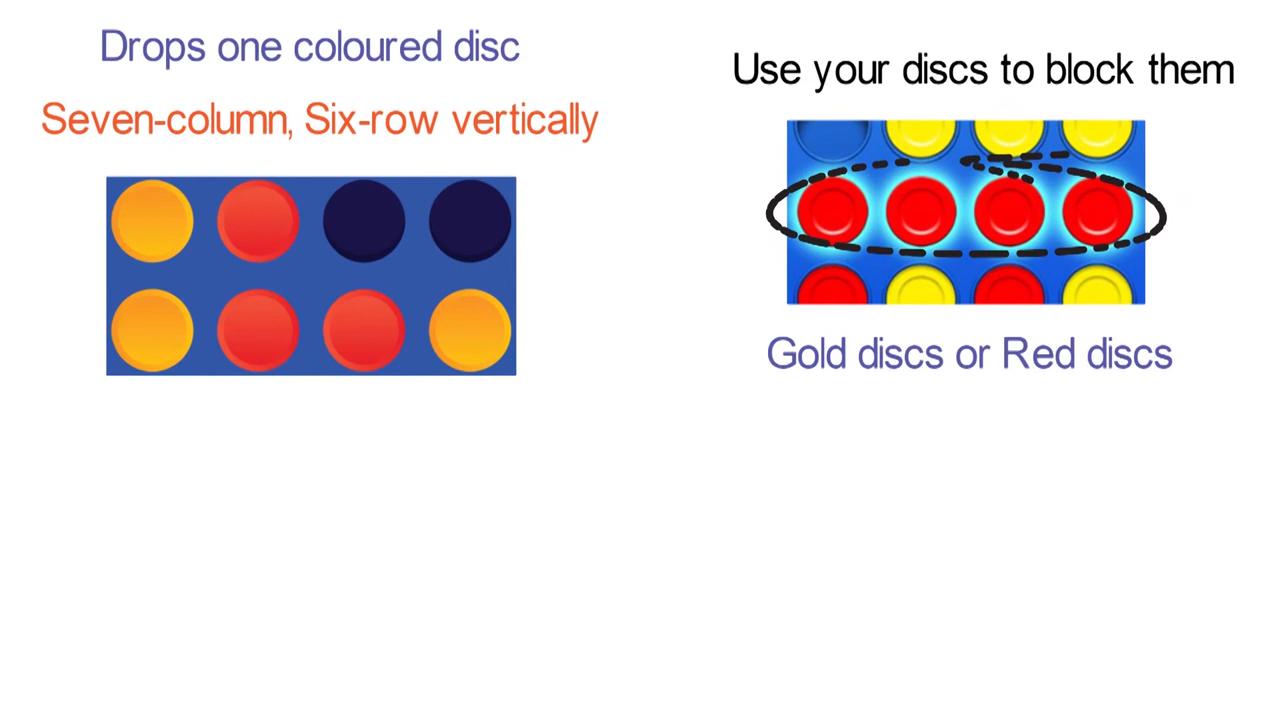 Drops one coloured disc
Seven-column, Six-row vertically
Use your discs to block them
Gold discs or Red discs